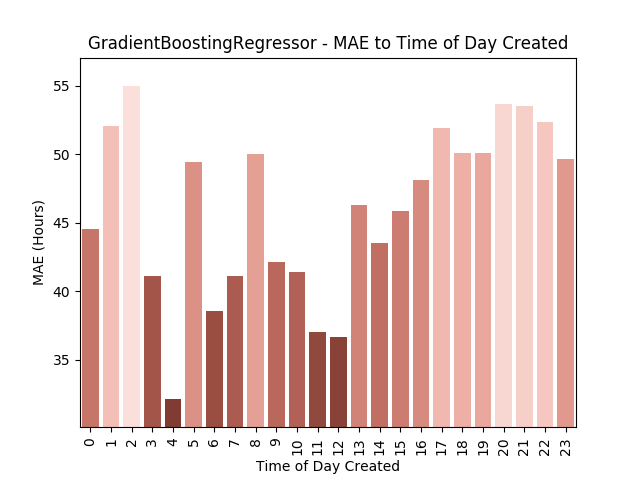 GradientBoostingRegressor - MAE to Time of Day Created
MAE (Hours)
55
50
45
40
35
0 1 2 3 4 5 6 7 8 9 10 11 12 13 14 15 16 17 18 19 20 21 22 23
Time of Day Created